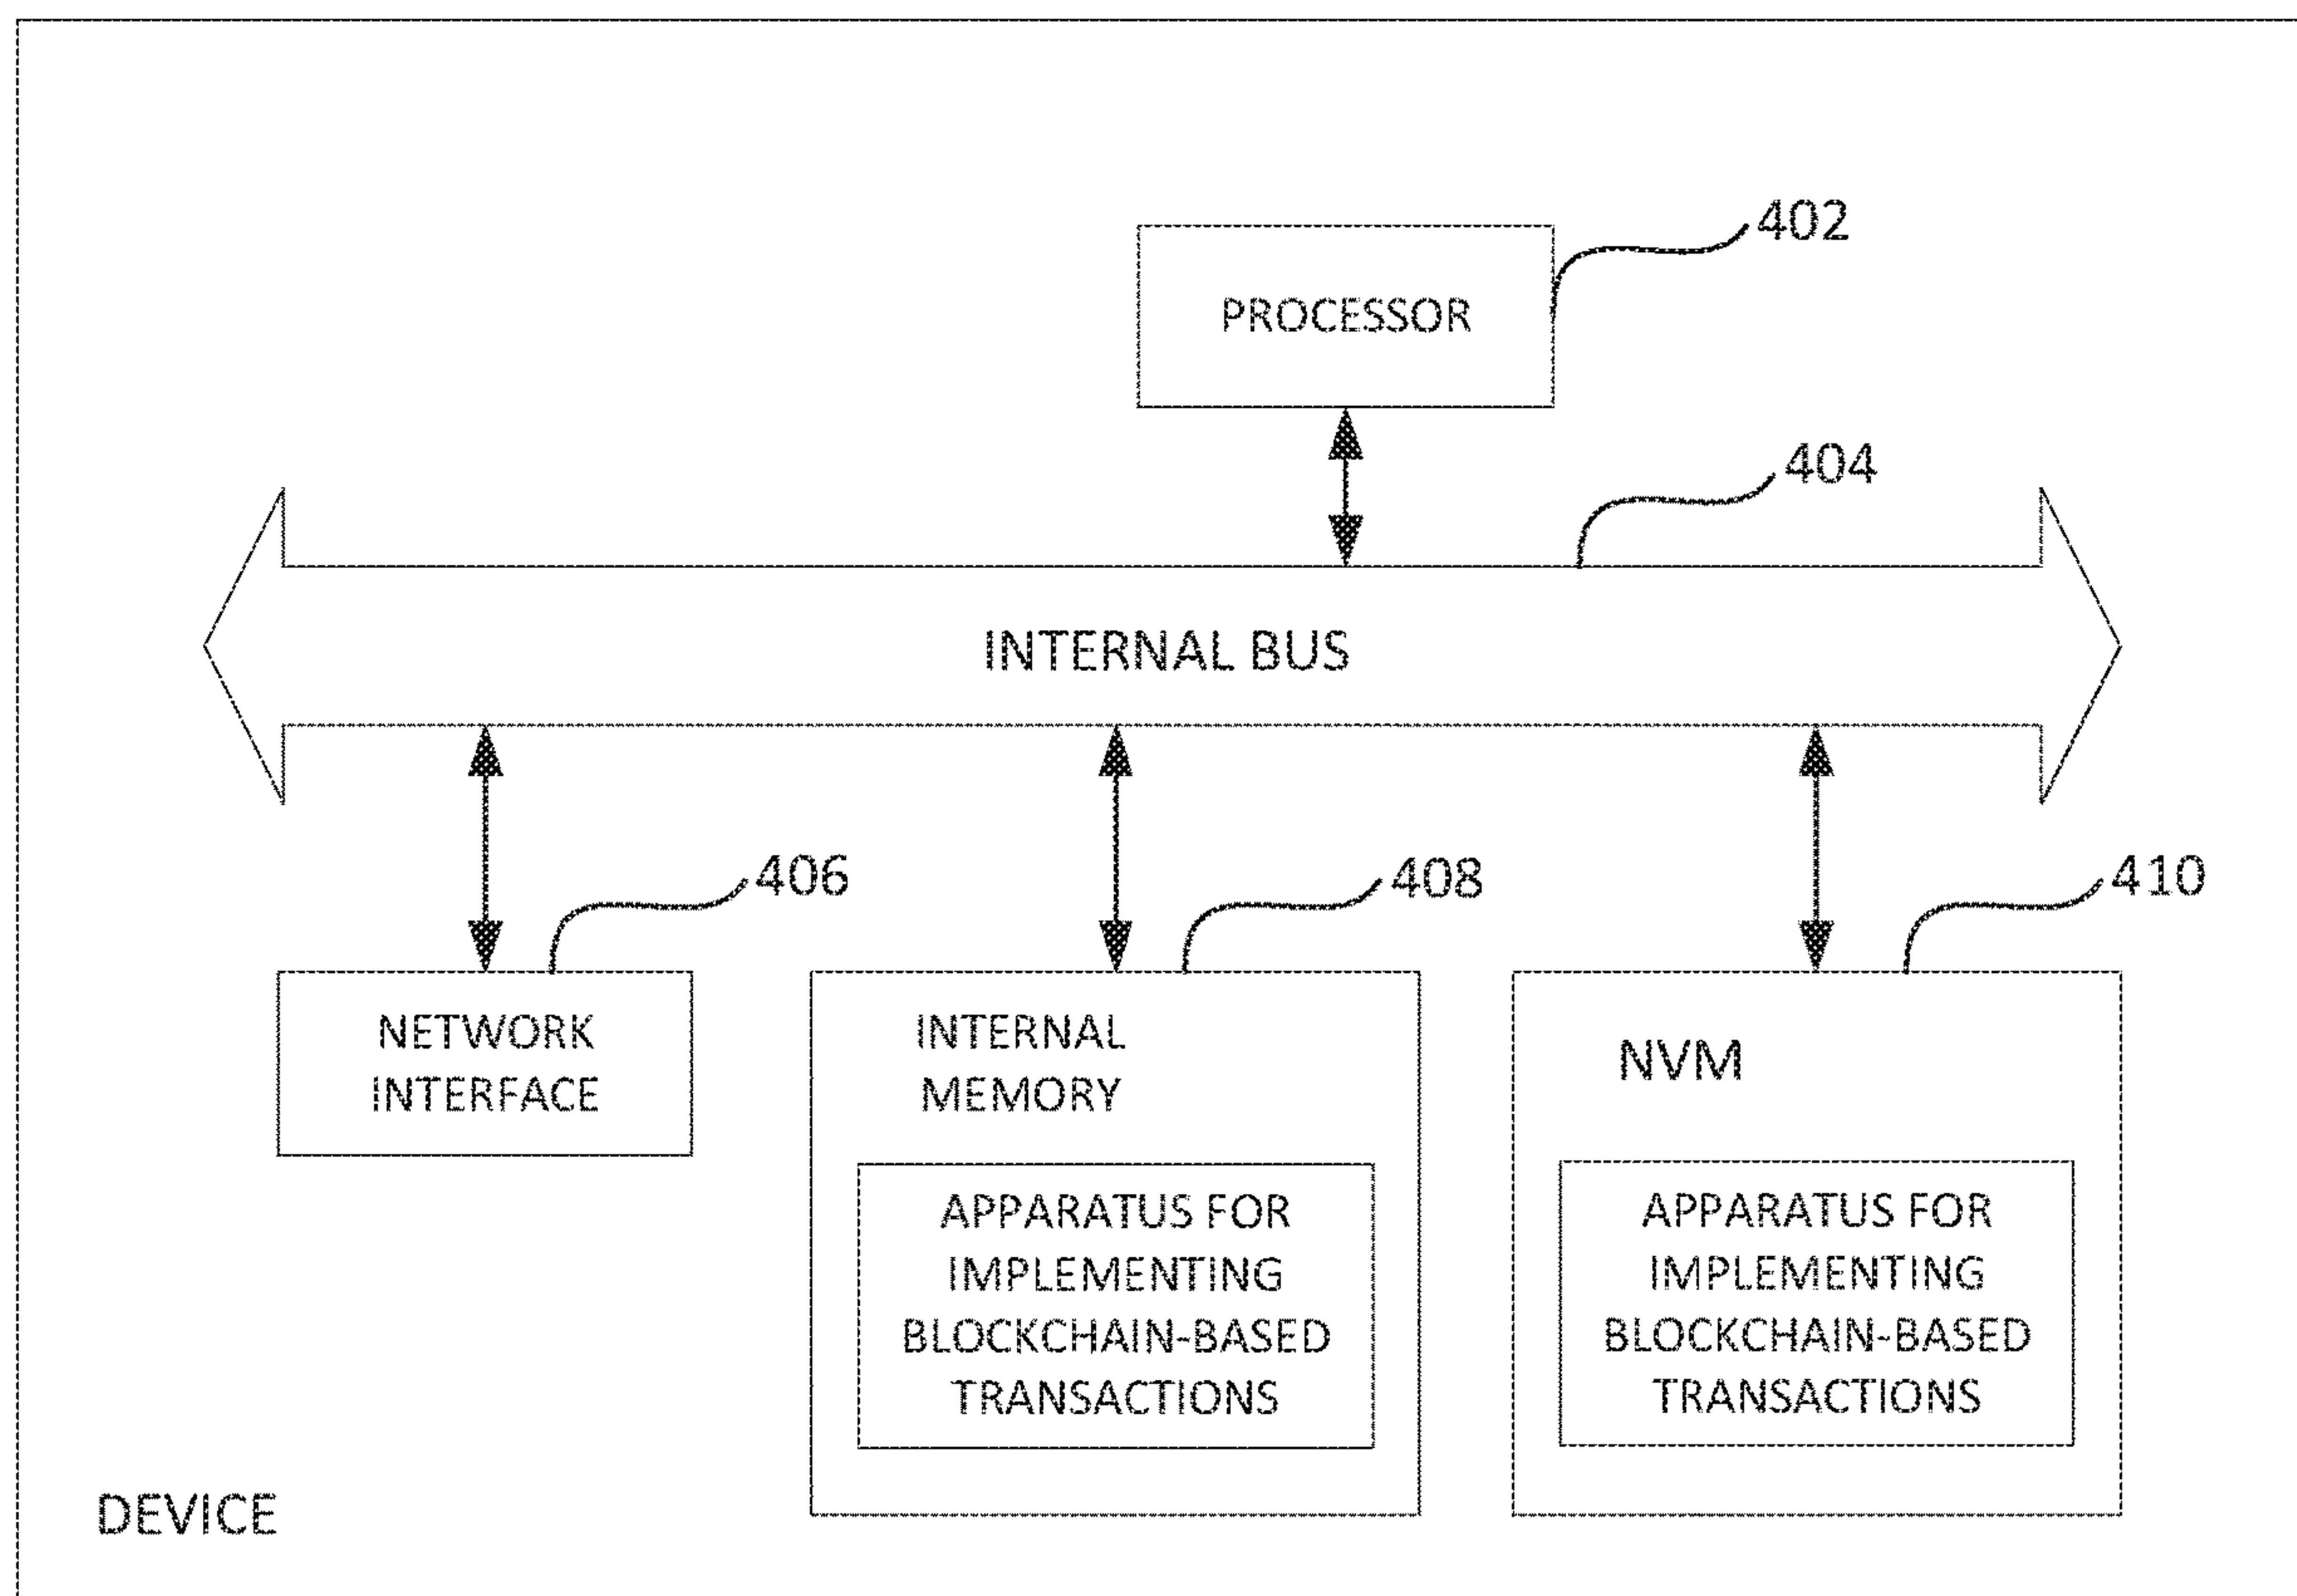 402
PROCESSOR
404
INTERNAL BUS
406
408
410
NETWORK
INTERFACE
INTERNAL
MEMORY
APPARATUS FOR
IMPLEMENTING
BLOCKCHAIN-BASED
TRANSACTIONS
NVM
APPARATUS FOR
IMPLEMENTING
BLOCKCHAIN-BASED
TRANSACTIONS
DEVICE